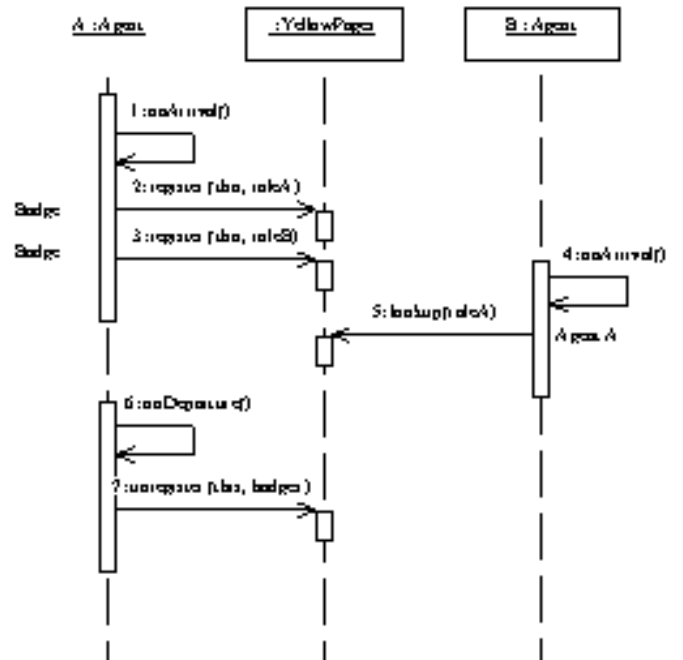 A : Agent
: YellowPages
B : Agent
1 : onArrival()
2: register (this, roleA)
Badge
3: register (this, roleB)
Badge
4: onArrival()
5: lookup(roleA)
Agent A
6: onDeparture()
7: unregister (this, badges)